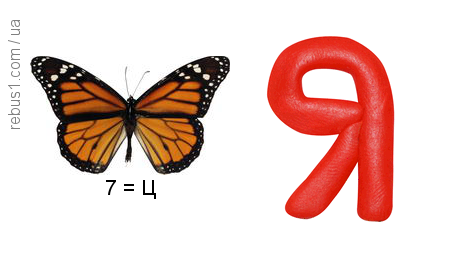 rebus1.com/ua
7 = Ц
Я